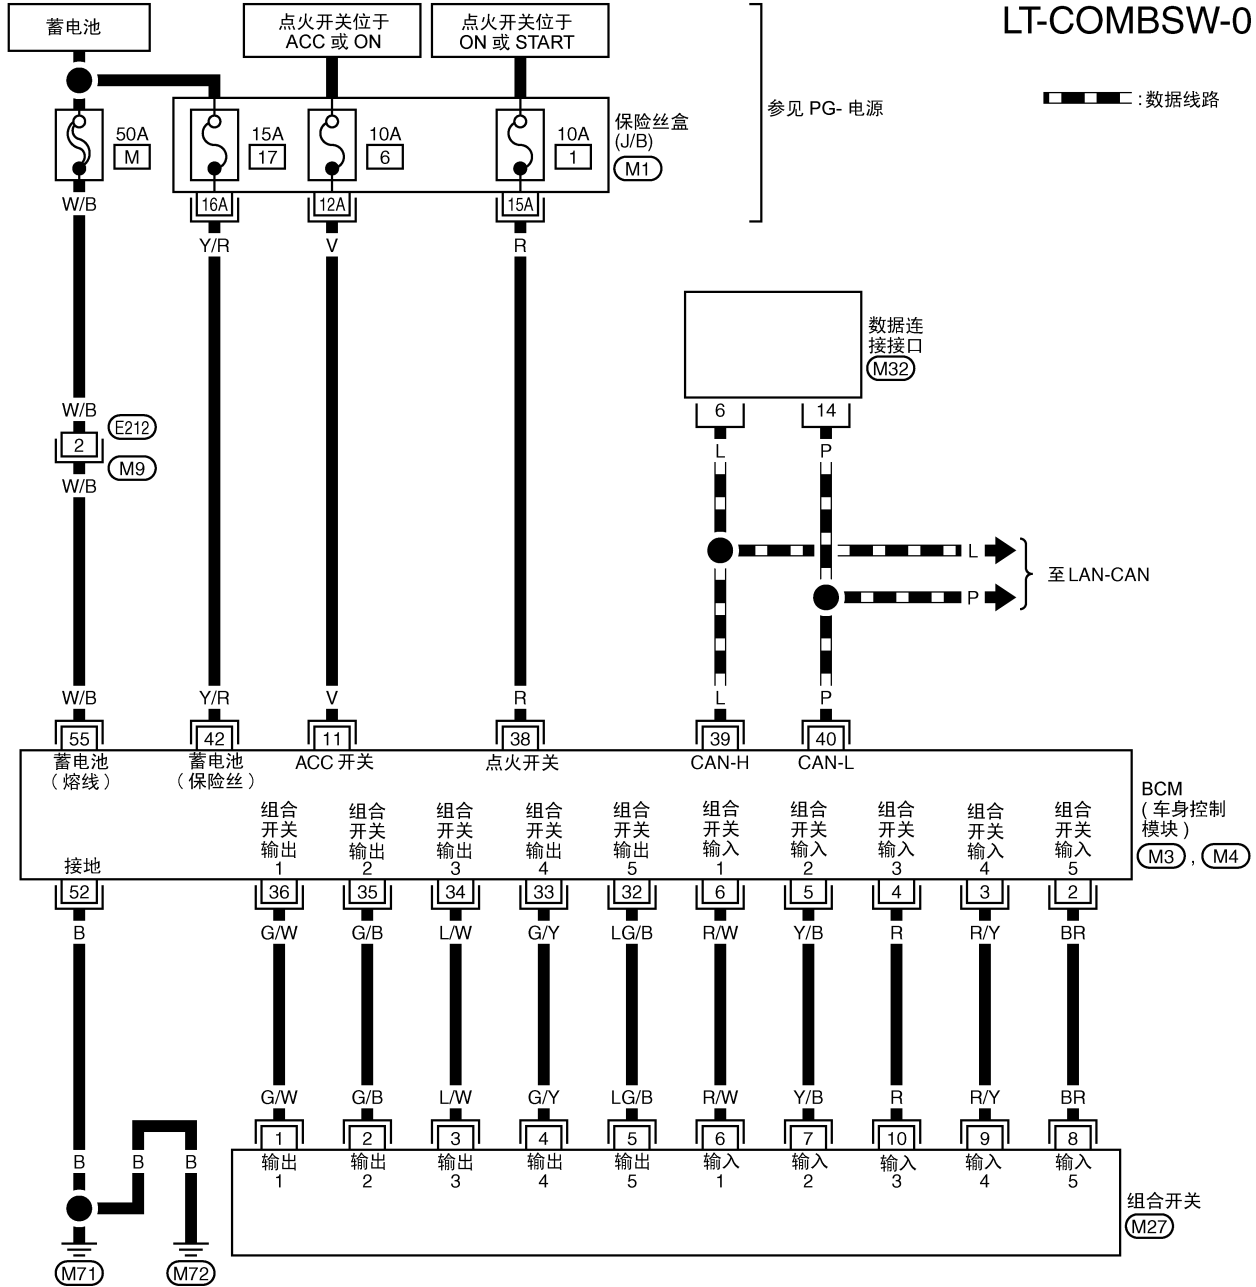 LT-COMBSW-0
蓄电池
点火开关位于
ACC 或 ON
点火开关位于
ON 或 START
:数据线路
参见 PG- 电源
50A
M
15A
17
10A
6
10A
1
保险丝盒
(J/B)
M1
16A
12A
15A
W/B
Y/R
V
R
数据连
接接口
M32
6
14
W/B
E212
2
M9
W/B
L
P
L
P
至 LAN-CAN
W/B
Y/R
V
R
L
P
55
42
11
38
39
40
蓄电池
(熔线)
蓄电池
(保险丝)
ACC 开关
点火开关
CAN-H
CAN-L
BCM
(车身控制
模块)
M3 , M4
接地
组合
开关
输出
1
组合
开关
输出
2
组合
开关
输出
3
组合
开关
输出
4
组合
开关
输出
5
组合
开关
输入
1
组合
开关
输入
2
组合
开关
输入
3
组合
开关
输入
4
组合
开关
输入
5
52
36
35
34
33
32
6
5
4
3
2
B
G/W
G/B
L/W
G/Y
LG/B
R/W
Y/B
R
R/Y
BR
G/W
G/B
L/W
G/Y
LG/B
R/W
Y/B
R
R/Y
BR
1
2
3
4
5
6
7
10
9
8
B
B
B
输出
1
输出
2
输出
3
输出
4
输出
5
输入
1
输入
2
输入
3
输入
4
输入
5
组合开关
M27
M71
M72